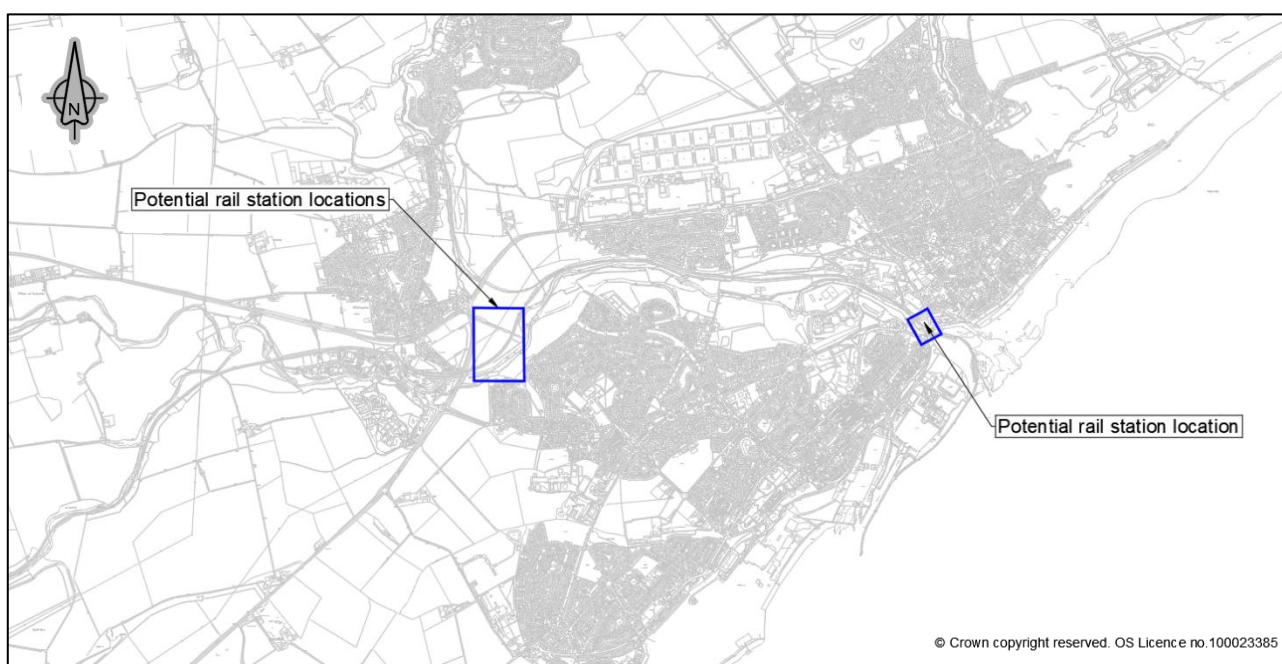 N
Potential rail station locations
Potential rail station location
© Crown copyright reserved. OS Licence no.100023385